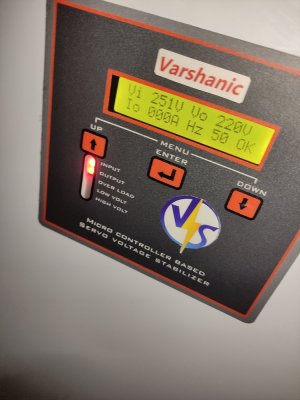 Varshanic
Vi 251V Vo 220V
Io 000A Hz 50 OK
UP
MENU
ENTER
DOWN
INPUT
OUTPUT
OVER LOAD
LOW VOLT
HIGH VOLT
VS
MICRO CONTROLLER BASED
SERVO VOLTAGE STABILIZER